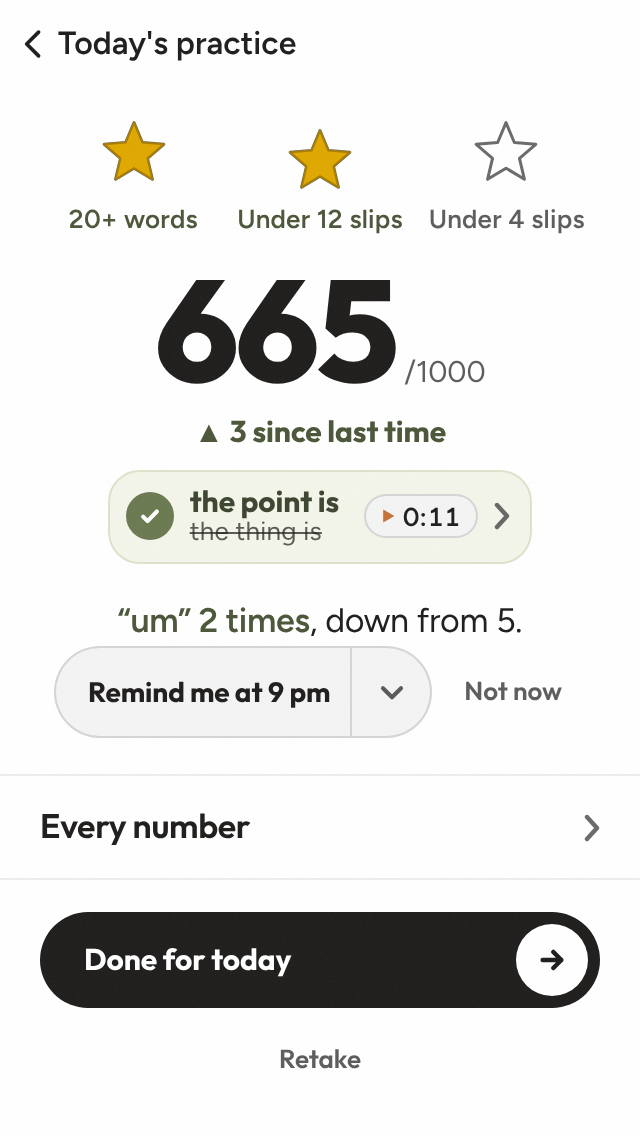 Today's practice
20+ words
Under 12 slips
Under 4 slips
665/1000
▲ 3 since last time
the point is
the thing is
0:11
“um” 2 times, down from 5.
Remind me at 9 pm
Not now
Every number
Done for today
Retake